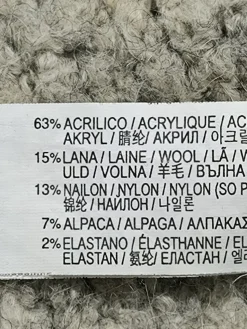 63% ACRILICO / ACRYLIQUE / AC
AKRYL / 腈纶 / АКРИЛ / 아크릴
15% LANA / LAINE / WOOL / LÃ / W
ULD / VOLNA / 羊毛 / ВЪЛНА
13% NAILON / NYLON / NYLON (SO P
锦纶 / НАЙЛОН / 나일론
7% ALPACA / ALPAGA / АЛПАКА
2% ELASTANO / ÉLASTHANNE / EL
ELASTAN / 氨纶 / ЕЛАСТАН / ΕΛ